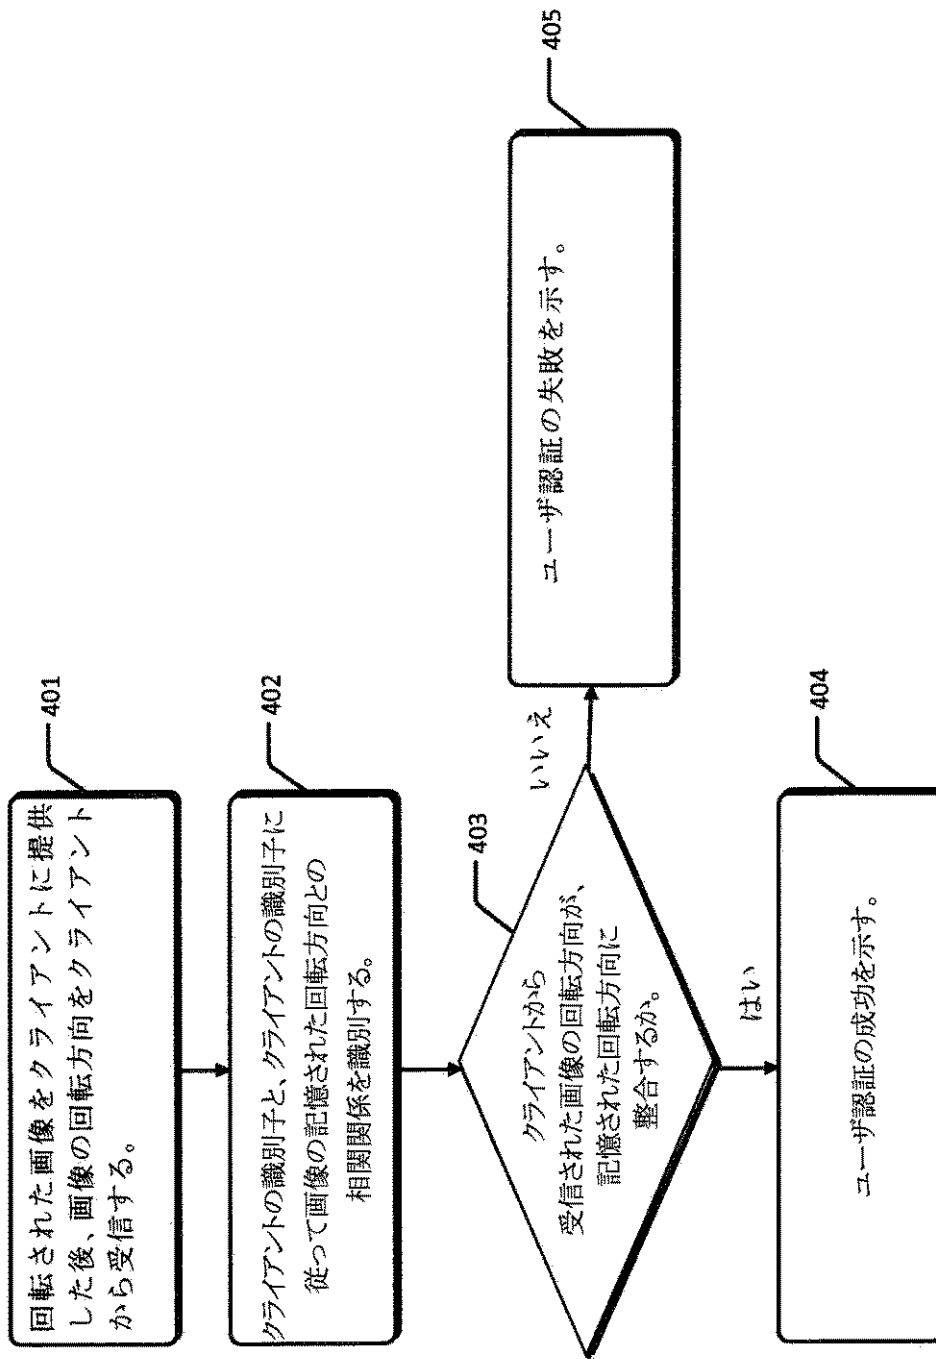 回転された画像をクライアントに提供
した後、画像の回転方向をクライアント
から受信する。
401
クライアントの識別子と、クライアントの識別子に
従って画像の記憶された回転方向との
相関関係を識別する。
402
クライアントから
受信された画像の回転方向が、
記憶された回転方向に
整合するか。
403
いいえ
ユーザ認証の失敗を示す。
405
はい
ユーザ認証の成功を示す。
404